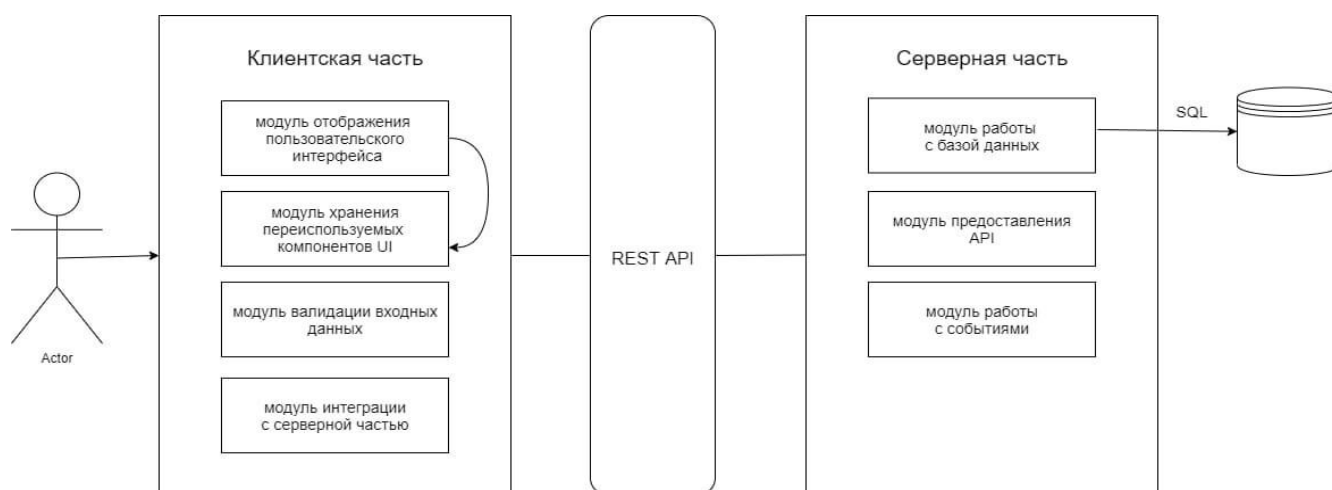 Клиентская часть
модуль отображения
пользовательского
интерфейса
модуль хранения
переиспользуемых
компонентов UI
модуль валидации входных
данных
модуль интеграции
с серверной частью
Actor
REST API
Серверная часть
модуль работы
с базой данных
модуль предоставления
API
модуль работы
с событиями
SQL